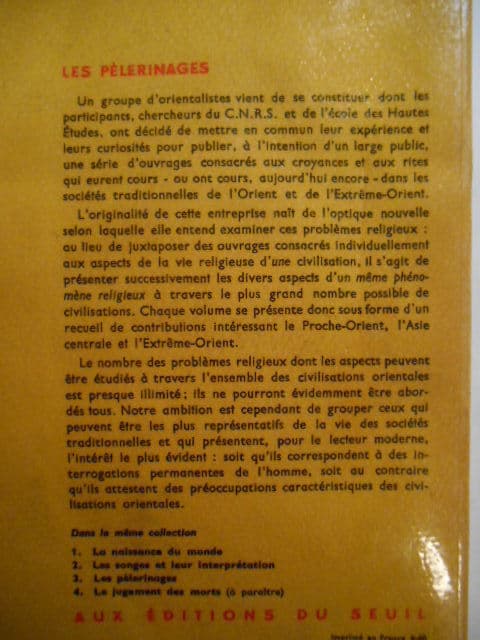 LES PÈLERINAGES
Un groupe d'orientalistes vient de se constituer dont les
participants, chercheurs du C.N.R.S. et de l'école des Hautes
Études, ont décidé de mettre en commun leur expérience et
leurs curiosités pour publier, à l'intention d'un large public,
une série d'ouvrages consacrés aux croyances et aux rites
qui eurent cours - ou ont cours, aujourd'hui encore - dans les
sociétés traditionnelles de l'Orient et de l'Extrême-Orient.
L'originalité de cette entreprise naît de l'optique nouvelle
selon laquelle elle entend examiner ces problèmes religieux :
au lieu de juxtaposer des ouvrages consacrés individuellement
aux aspects de la vie religieuse d'une civilisation, il s'agit de
présenter successivement les divers aspects d'un même phéno-
mène religieux à travers le plus grand nombre possible de
civilisations. Chaque volume se présente donc sous forme d'un
recueil de contributions intéressant le Proche-Orient, l'Asie
centrale et l'Extrême-Orient.
Le nombre des problèmes religieux dont les aspects peuvent
être étudiés à travers l'ensemble des civilisations orientales
est presque illimité ; ils ne pourront évidemment être abor-
dés tous. Notre ambition est cependant de grouper ceux qui
peuvent être les plus représentatifs de la vie des sociétés
traditionnelles et qui présentent, pour le lecteur moderne,
l'intérêt le plus évident : soit qu'ils correspondent à des in-
terrogations permanentes de l'homme, soit au contraire
qu'ils attestent des préoccupations caractéristiques des civi-
lisations orientales.
Dans la même collection
1. La naissance du monde
2. Les songes et leur interprétation
3. Les pèlerinages
4. Le jugement des morts (à paraître)
AUX ÉDITIONS DU SEUIL
Imprimé en France